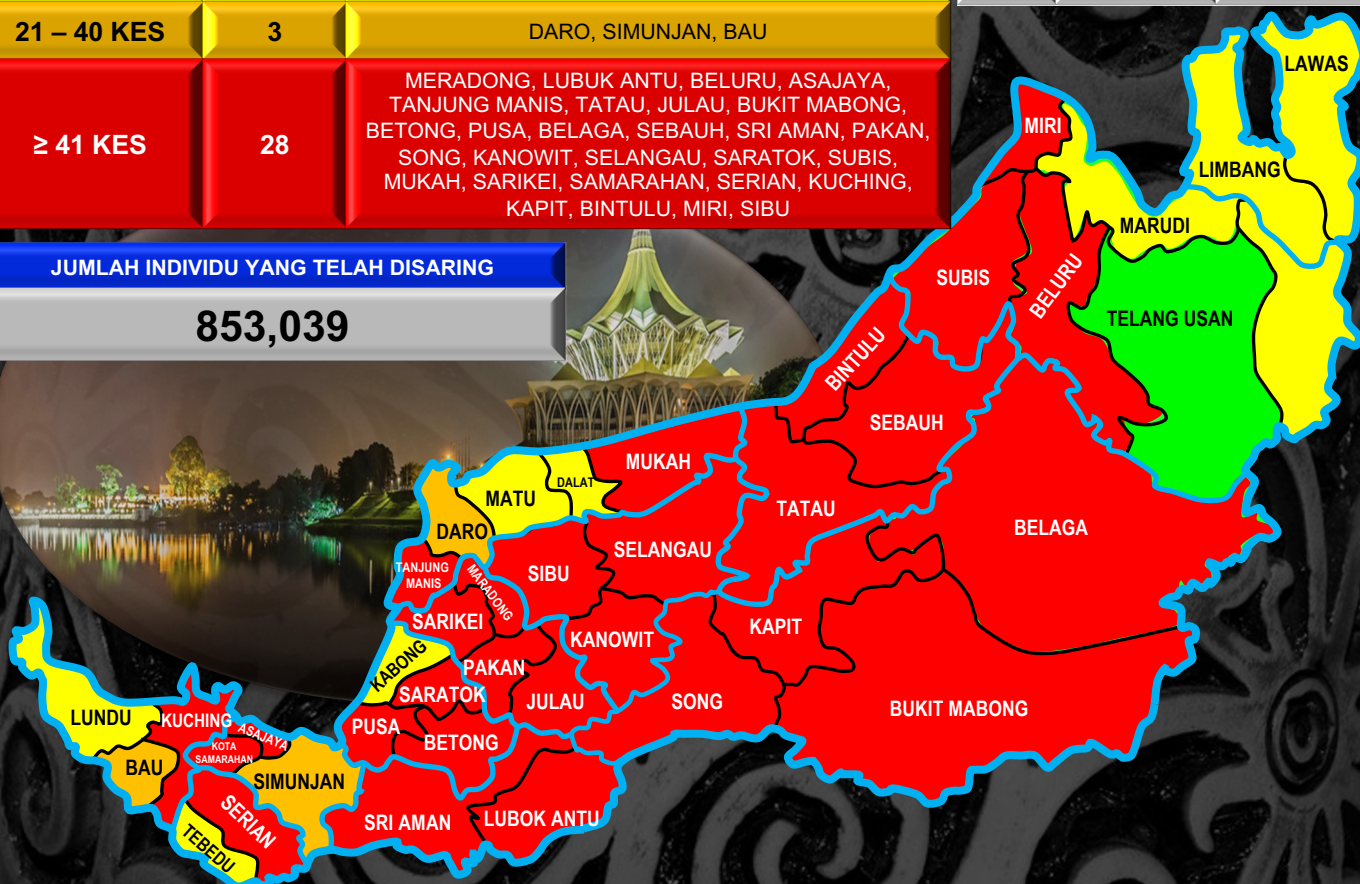 21 – 40 KES
3
DARO, SIMUNJAN, BAU
≥ 41 KES
28
MERADONG, LUBUK ANTU, BELURU, ASAJAYA,
TANJUNG MANIS, TATAU, JULAU, BUKIT MABONG,
BETONG, PUSA, BELAGA, SEBAUH, SRI AMAN, PAKAN,
SONG, KANOWIT, SELANGAU, SARATOK, SUBIS,
MUKAH, SARIKEI, SAMARAHAN, SERIAN, KUCHING,
KAPIT, BINTULU, MIRI, SIBU
JUMLAH INDIVIDU YANG TELAH DISARING
853,039
LAWAS
MIRI
LIMBANG
MARUDI
SUBIS
BELURU
TELANG USAN
BINTULU
SEBAUH
MUKAH
DALAT
MATU
TATAU
BELAGA
DARO
SELANGAU
TANJUNG
MANIS
MARADONG
SIBU
SARIKEI
KAPIT
KANOWIT
KABONG
PAKAN
SARATOK
JULAU
SONG
BUKIT MABONG
LUNDU
KUCHING
ASAJAYA
PUSA
BETONG
KOTA
SAMARAHAN
BAU
SIMUNJAN
SERIAN
SRI AMAN
LUBOK ANTU
TEBEDU